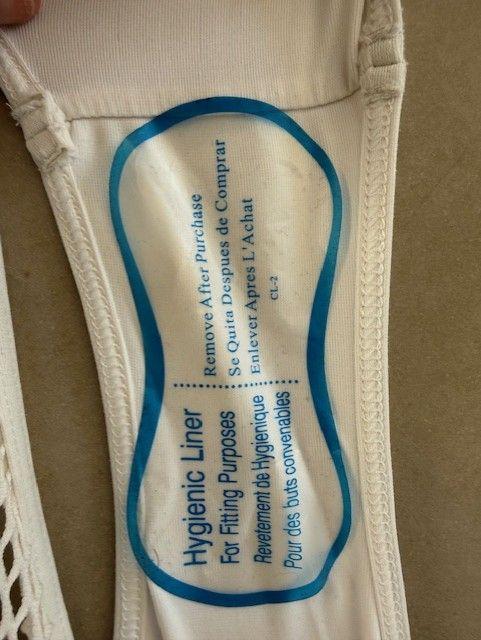 Hygienic Liner
For Fitting Purposes
Revetement de Hygienique
Pour des buts convenables
Remove After Purchase
Se Quita Despues de Comprar
Enlever Apres L'Achat
CL-2